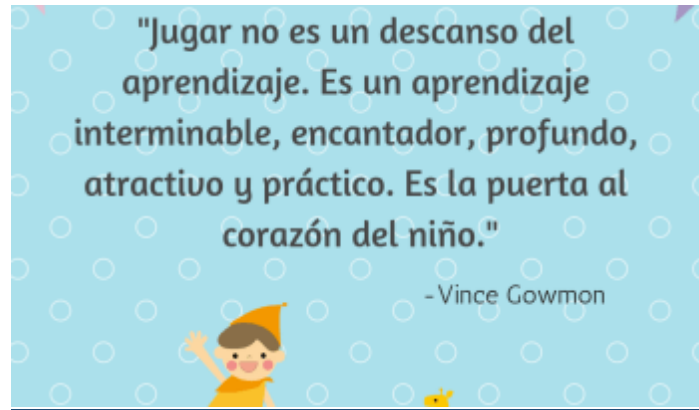 "Jugar no es un descanso del
aprendizaje. Es un aprendizaje
interminable, encantador, profundo,
atractivo y práctico. Es la puerta al
corazón del niño."
-Vince Gowmon